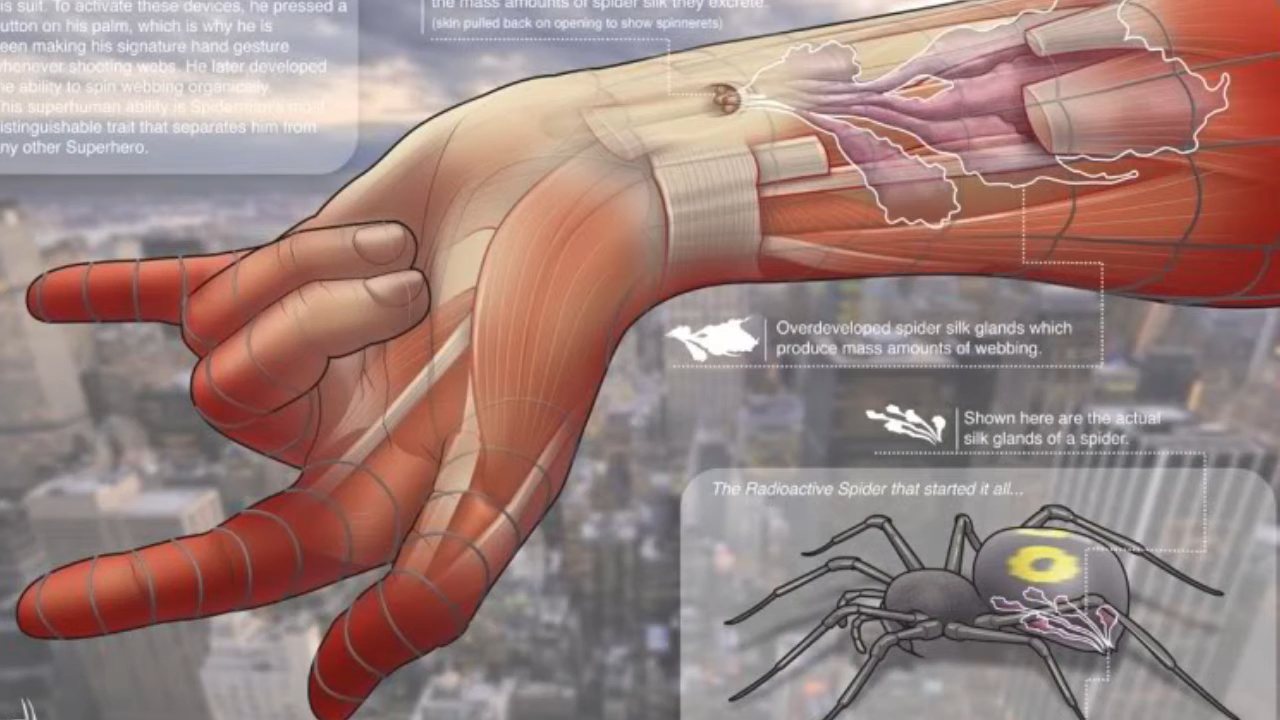 is suit. To activate these devices, he pressed a
utton on his palm, which is why he is
een making his signature hand gesture
whenever shooting webs. He later developed
he ability to spin webbing organically.
This superhuman ability is Spiderman's most
istinguishable trait that separates him from
ny other Superhero.
the mass amounts of spider silk they excrete.
(skin pulled back on opening to show spinnerets)
Overdeveloped spider silk glands which
produce mass amounts of webbing.
Shown here are the actual
silk glands of a spider.
The Radioactive Spider that started it all...